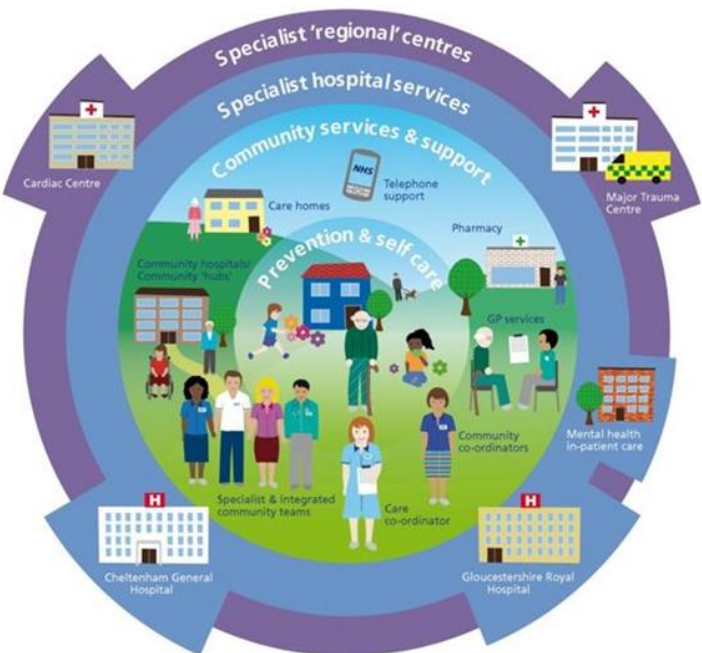 Specialist 'regional' centres
Specialist hospital services
Community services & support
Prevention & self care
Cardiac Centre
Major Trauma
Centre
NHS
Telephone
support
Care homes
Pharmacy
Community hospitals/
Community 'hubs'
GP services
Mental health
in-patient care
Community
co-ordinators
Specialist & integrated
community teams
Care
co-ordinator
H
Cheltenham General
Hospital
H
Gloucestershire Royal
Hospital